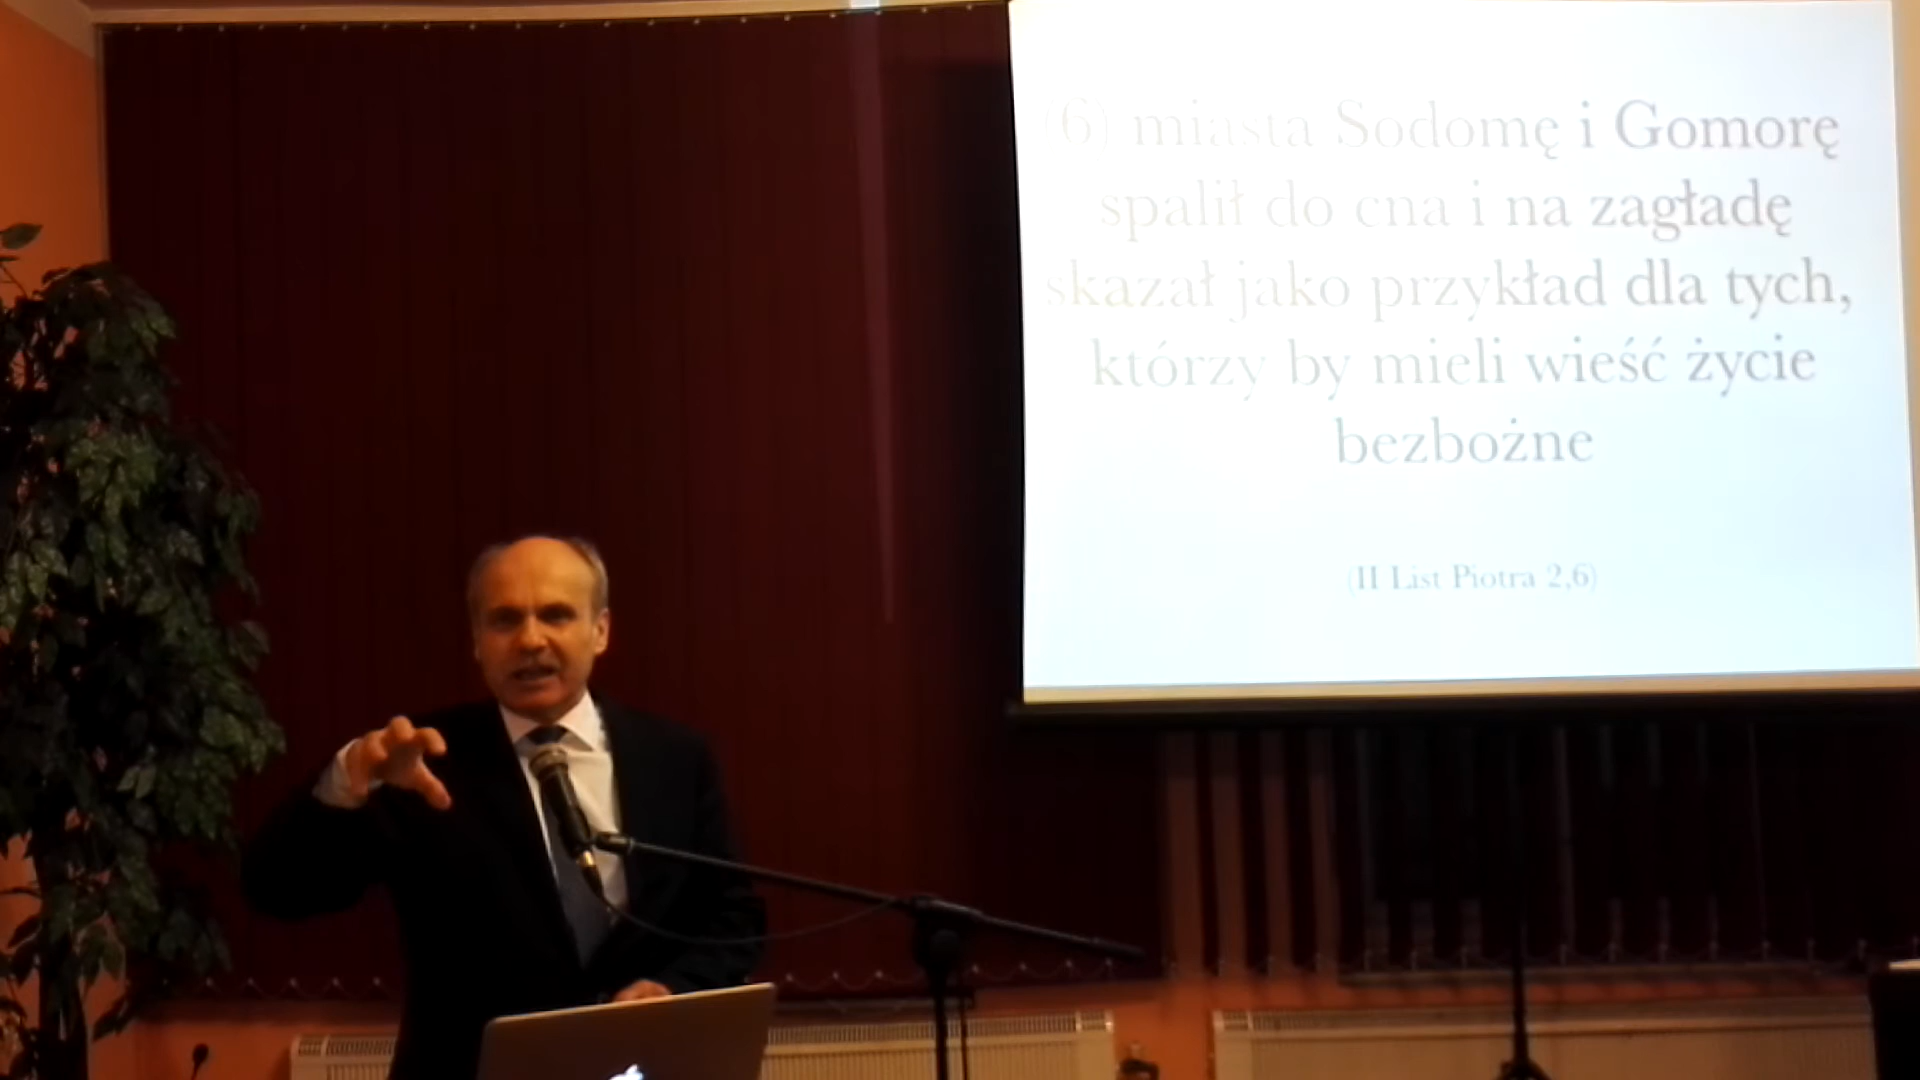 (6) miasta Sodomę i Gomorę
spalił do cna i na zagładę
skazał jako przykład dla tych,
którzy by mieli wieść życie
bezbożne
(II List Piotra 2,6)